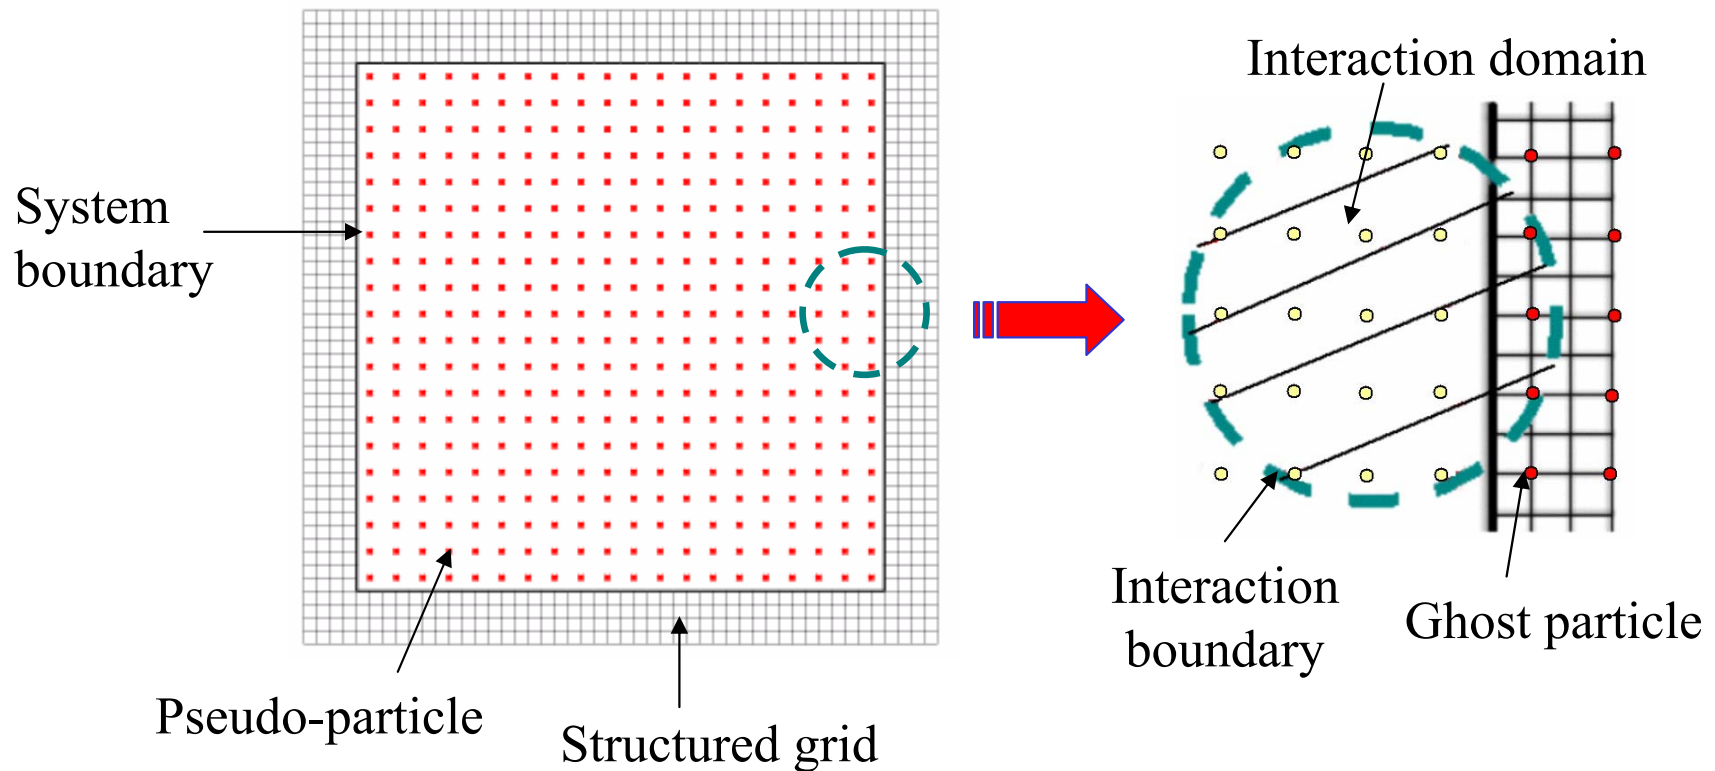 Interaction domain
System
boundary
Interaction
boundary
Ghost particle
Pseudo-particle
Structured grid